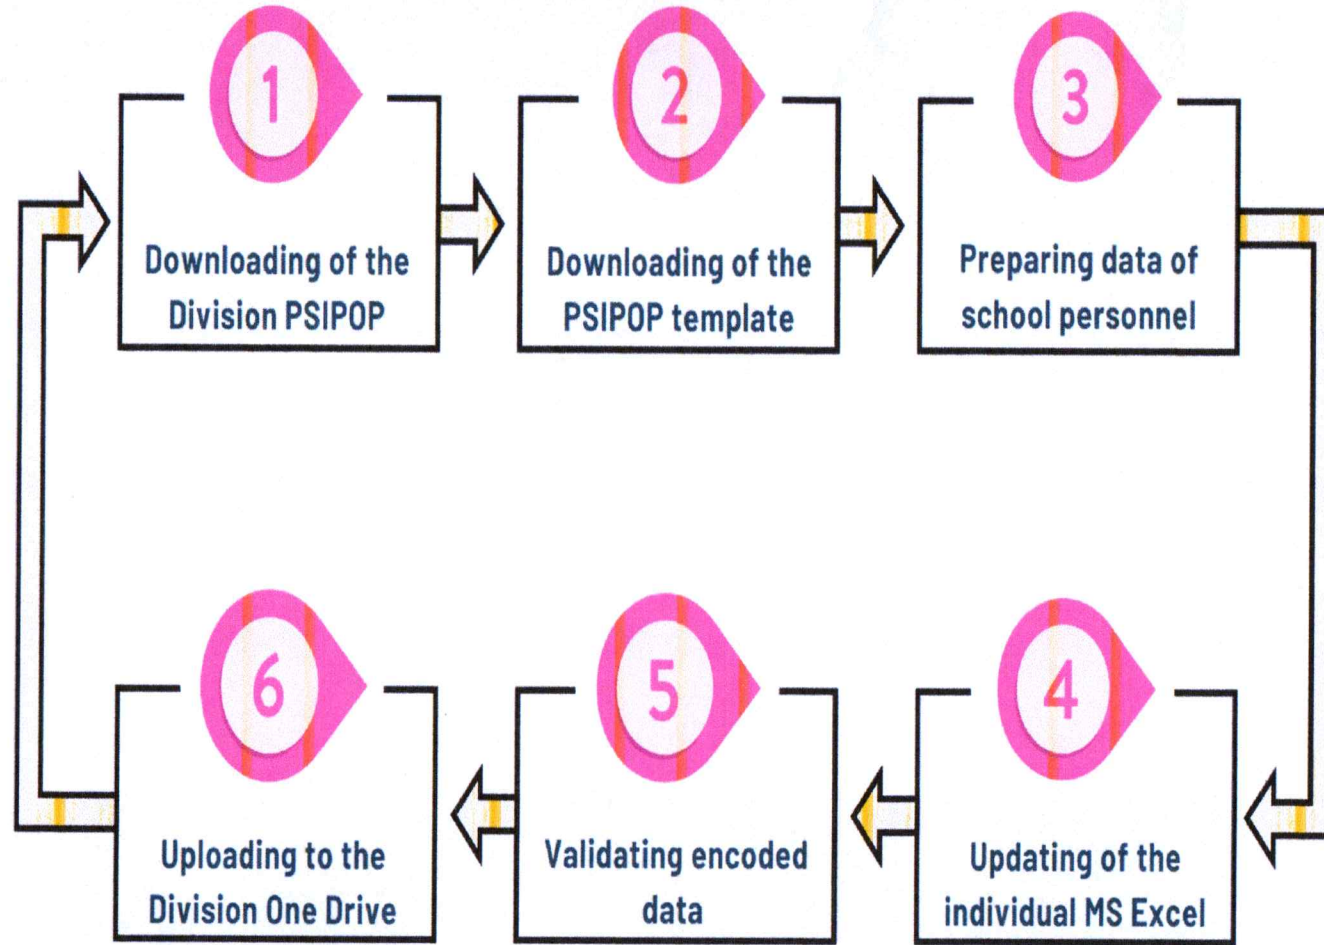 1
Downloading of the
Division PSIPOP
2
Downloading of the
PSIPOP template
3
Preparing data of
school personnel
4
Updating of the
individual MS Excel
5
Validating encoded
data
6
Uploading to the
Division One Drive